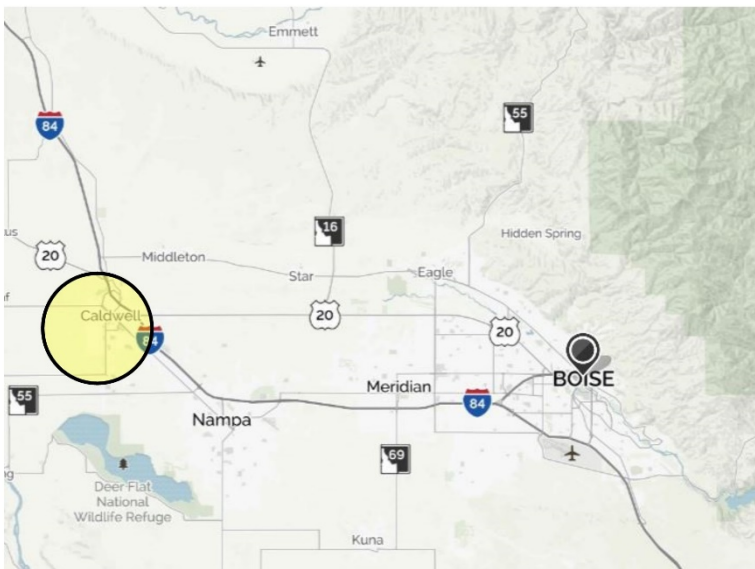 Emmett
84
55
16
Hidden Spring
20
Middleton
Star
Eagle
Caldwell
20
20
84
BOISE
Meridian
55
84
Nampa
69
Deer Flat
National
Wildlife Refuge
Kuna